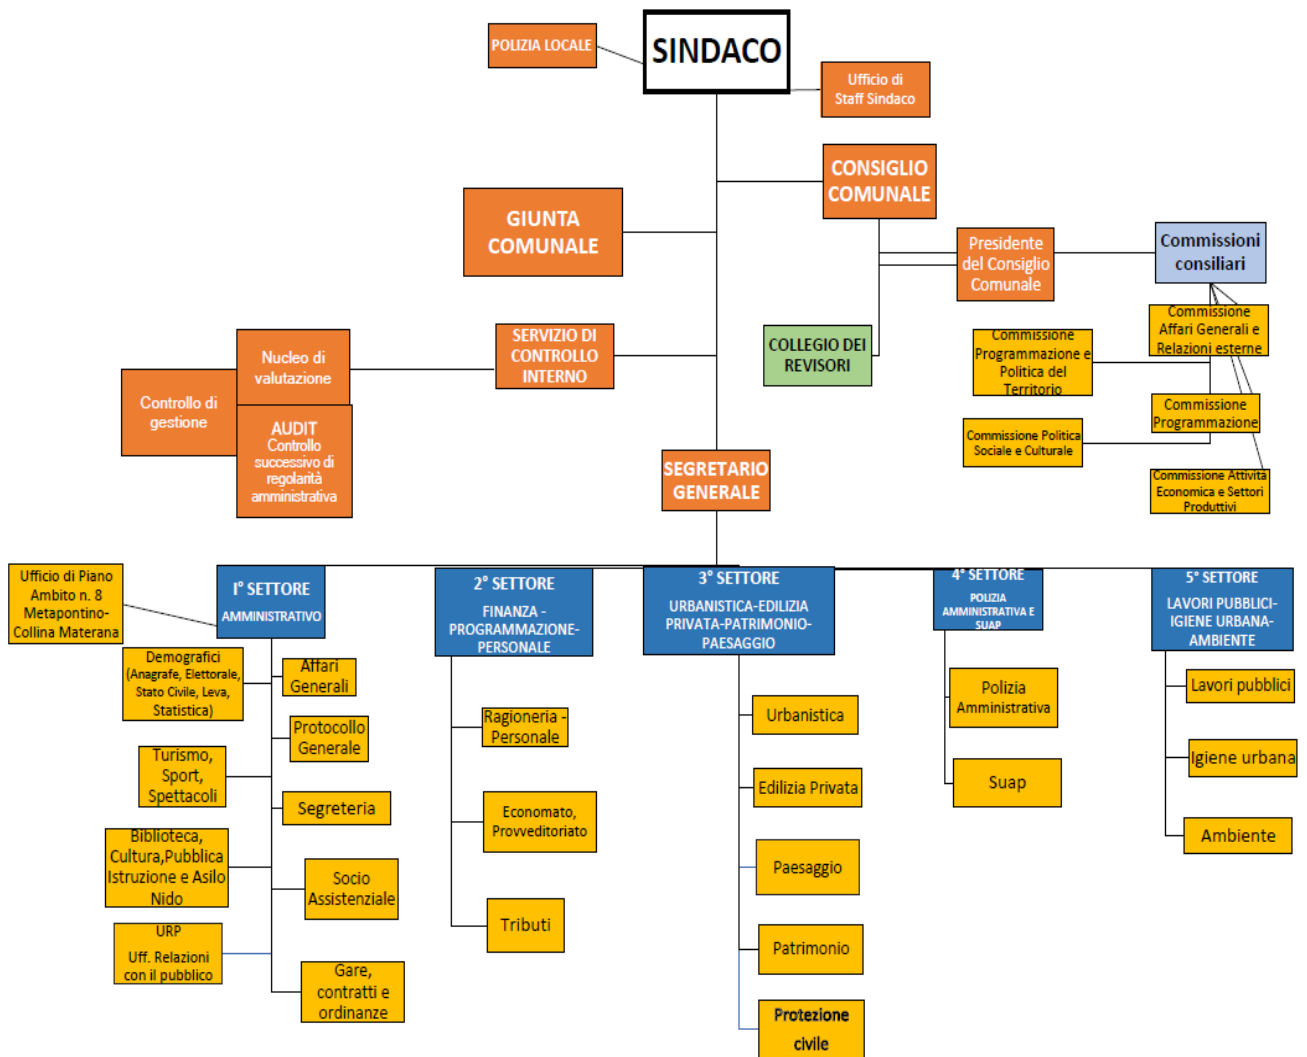 POLIZIA LOCALE
SINDACO
Ufficio di
Staff Sindaco
CONSIGLIO
COMUNALE
GIUNTA
COMUNALE
Presidente
del Consiglio
Comunale
Commissioni
consiliari
SERVIZIO DI
CONTROLLO
INTERNO
COLLEGIO DEI
REVISORI
Commissione
Affari Generali e
Relazioni esterne
Commissione
Programmazione e
Politica del
Territorio
Commissione
Programmazione
Commissione Politica
Sociale e Culturale
Commissione Attività
Economica e Settori
Produttivi
Nucleo di
valutazione
Controllo di
gestione
AUDIT
Controllo
successivo di
regolarità
amministrativa
SEGRETARIO
GENERALE
Ufficio di Piano
Ambito n. 8
Metapontino-
Collina Materana
I° SETTORE
AMMINISTRATIVO
2° SETTORE
FINANZA -
PROGRAMMAZIONE-
PERSONALE
3° SETTORE
URBANISTICA-EDILIZIA
PRIVATA-PATRIMONIO-
PAESAGGIO
4° SETTORE
POLIZIA
AMMINISTRATIVA E
SUAP
5° SETTORE
LAVORI PUBBLICI-
IGIENE URBANA-
AMBIENTE
Demografici
(Anagrafe, Elettorale,
Stato Civile, Leva,
Statistica)
Affari
Generali
Protocollo
Generale
Turismo,
Sport,
Spettacoli
Segreteria
Biblioteca,
Cultura,Pubblica
Istruzione e Asilo
Nido
Socio
Assistenziale
URP
Uff. Relazioni
con il pubblico
Gare,
contratti e
ordinanze
Ragioneria -
Personale
Economato,
Provveditoriato
Tributi
Urbanistica
Edilizia Privata
Paesaggio
Patrimonio
Protezione
civile
Polizia
Amministrativa
Suap
Lavori pubblici
Igiene urbana
Ambiente